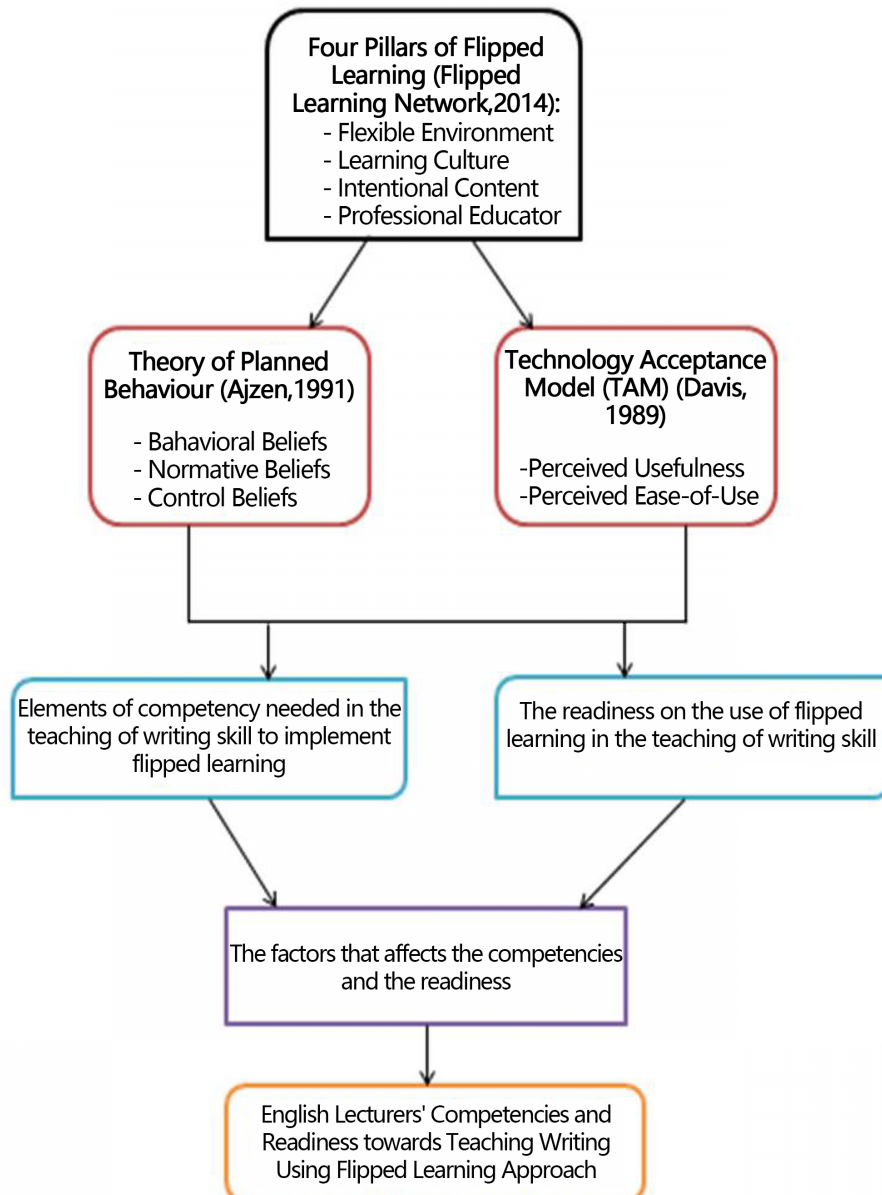 Four Pillars of Flipped
Learning (Flipped
Learning Network,2014):
- Flexible Environment
- Learning Culture
- Intentional Content
- Professional Educator
Theory of Planned
Behaviour (Ajzen,1991)
- Bahavioral Beliefs
- Normative Beliefs
- Control Beliefs
Technology Acceptance
Model (TAM) (Davis,
1989)
-Perceived Usefulness
-Perceived Ease-of-Use
Elements of competency needed in the
teaching of writing skill to implement
flipped learning
The readiness on the use of flipped
learning in the teaching of writing skill
The factors that affects the competencies
and the readiness
English Lecturers' Competencies and
Readiness towards Teaching Writing
Using Flipped Learning Approach